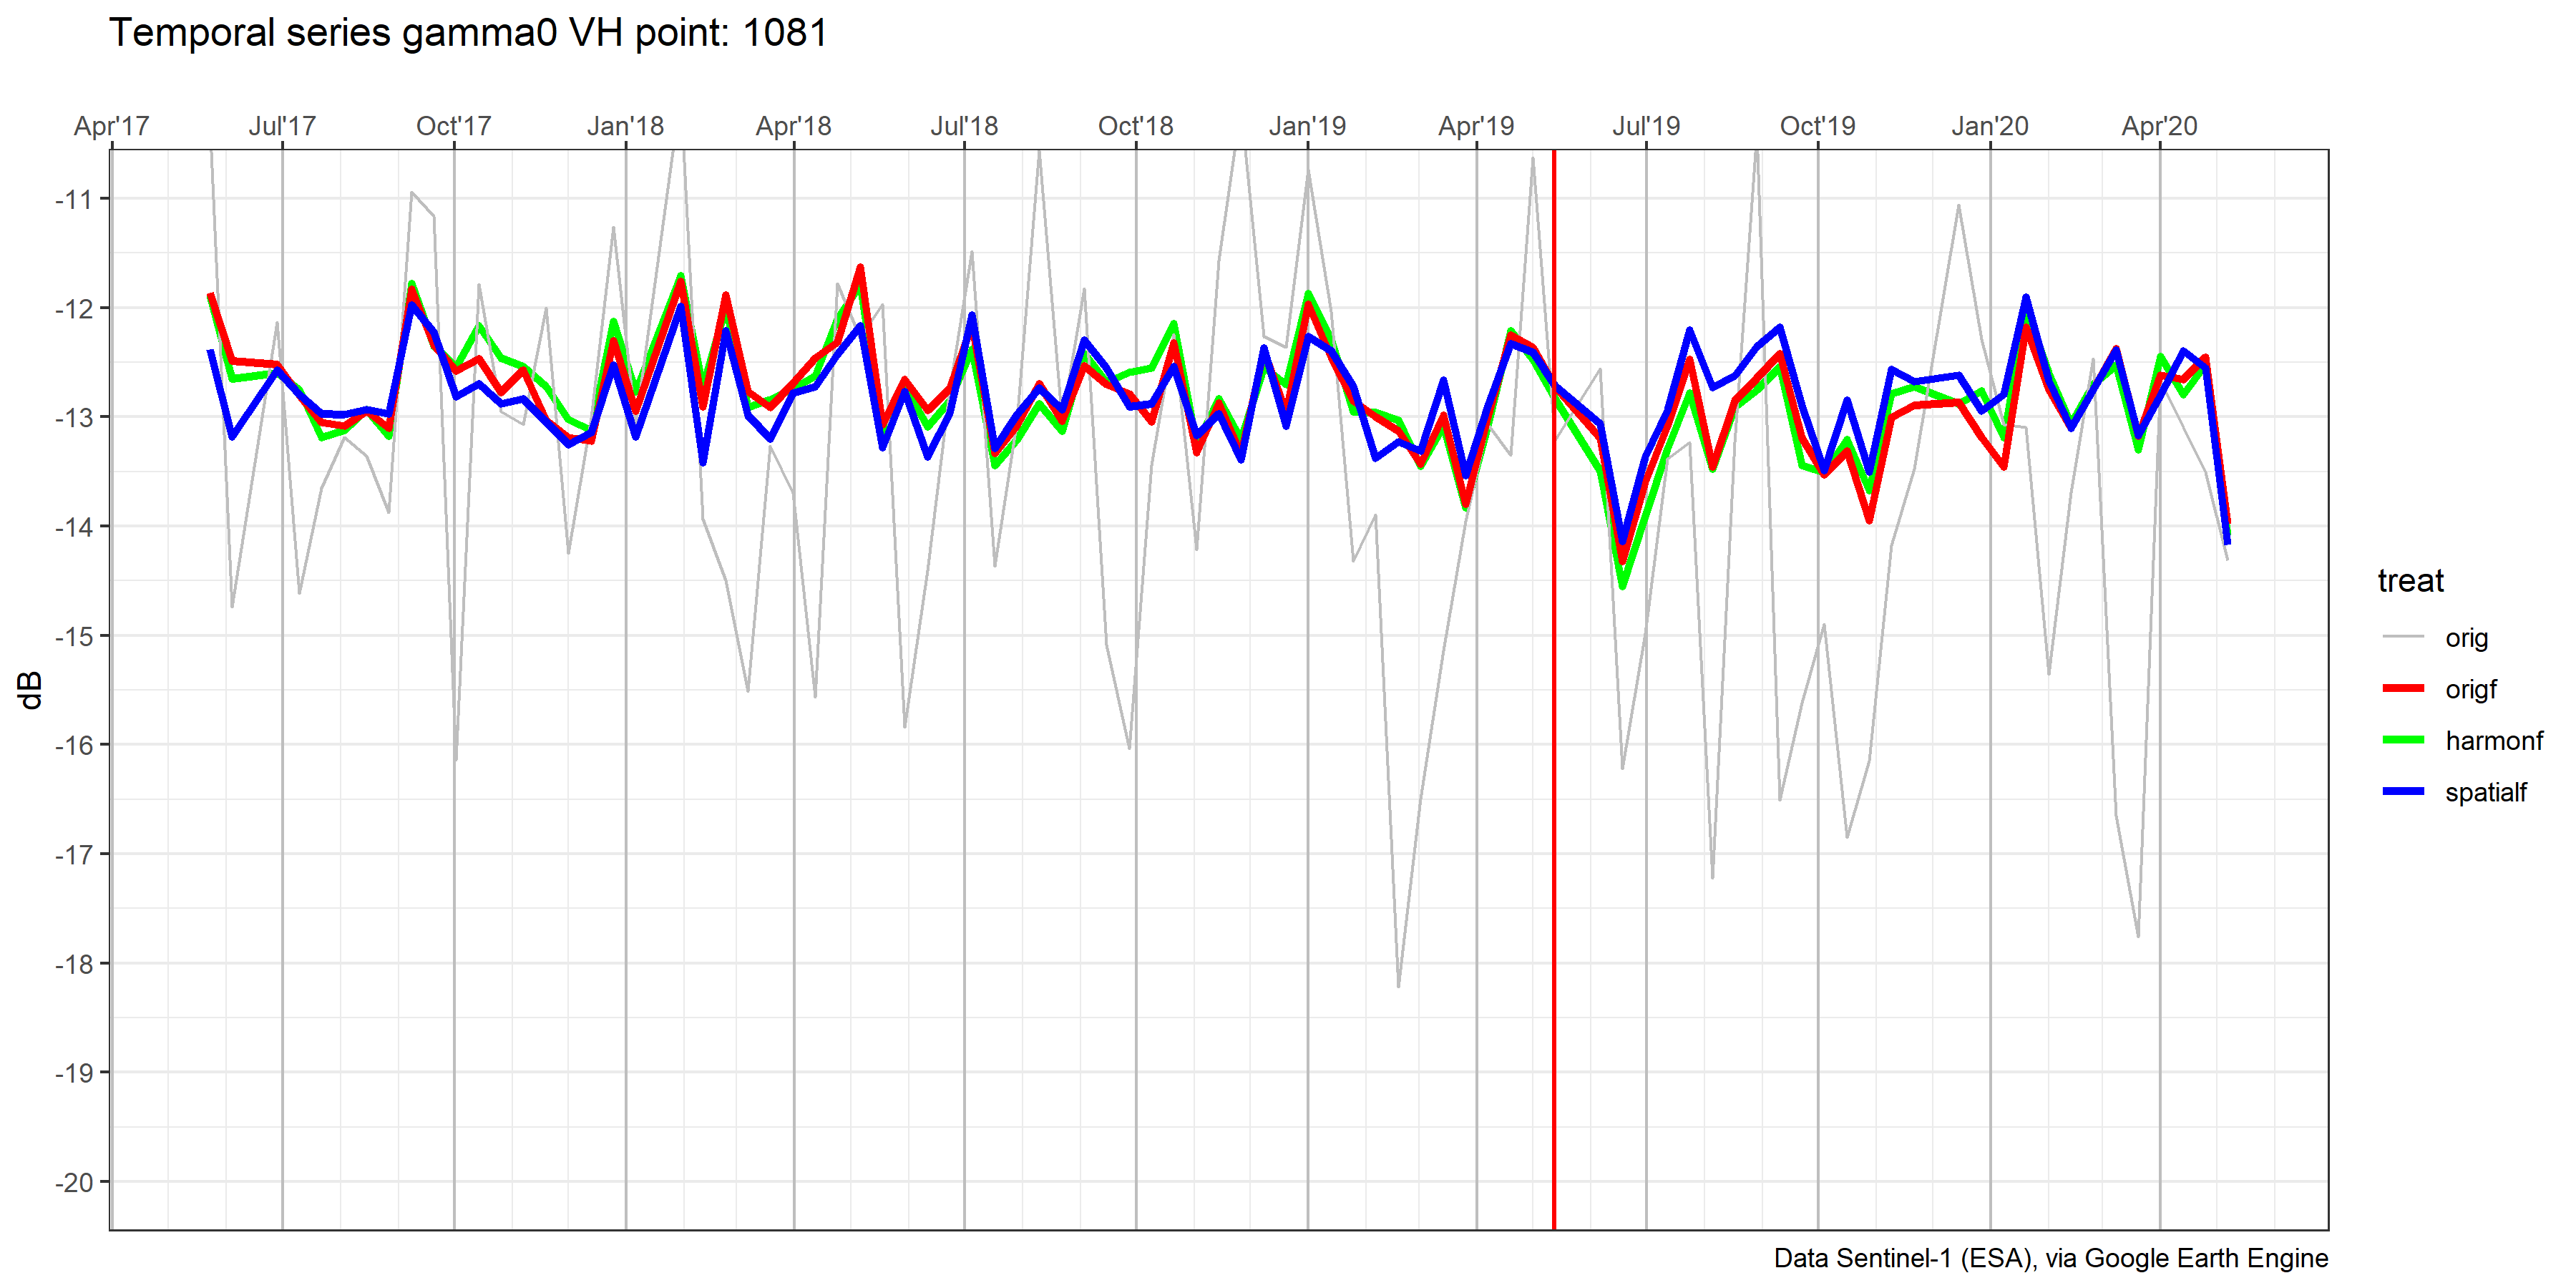 Temporal series gamma0 VH point: 1081
Apr'17 Jul'17 Oct'17 Jan'18 Apr'18 Jul'18 Oct'18 Jan'19 Apr'19 Jul'19 Oct'19 Jan'20 Apr'20
-11
-12
-13
-14
-15
-16
-17
-18
-19
-20
dB
treat
orig
origf
harmonf
spatialf
Data Sentinel-1 (ESA), via Google Earth Engine